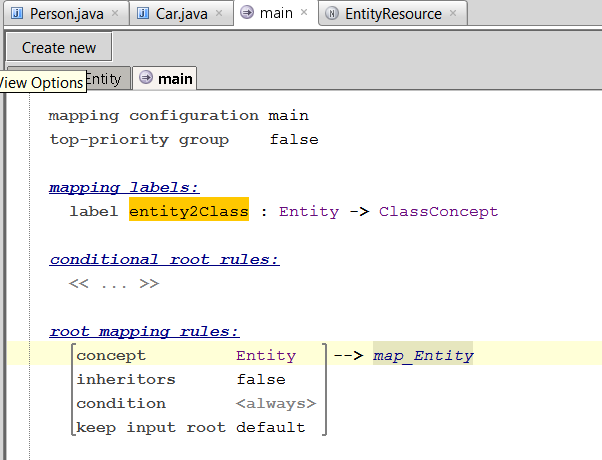 Person.java Car.java main EntityResource
Create new
View Options Entity main
mapping configuration main
top-priority group false
mapping labels:
label entity2Class : Entity -> ClassConcept
conditional root rules:
<< ... >>
root mapping rules:
concept Entity --> map_Entity
inheritors false
condition <always>
keep input root default